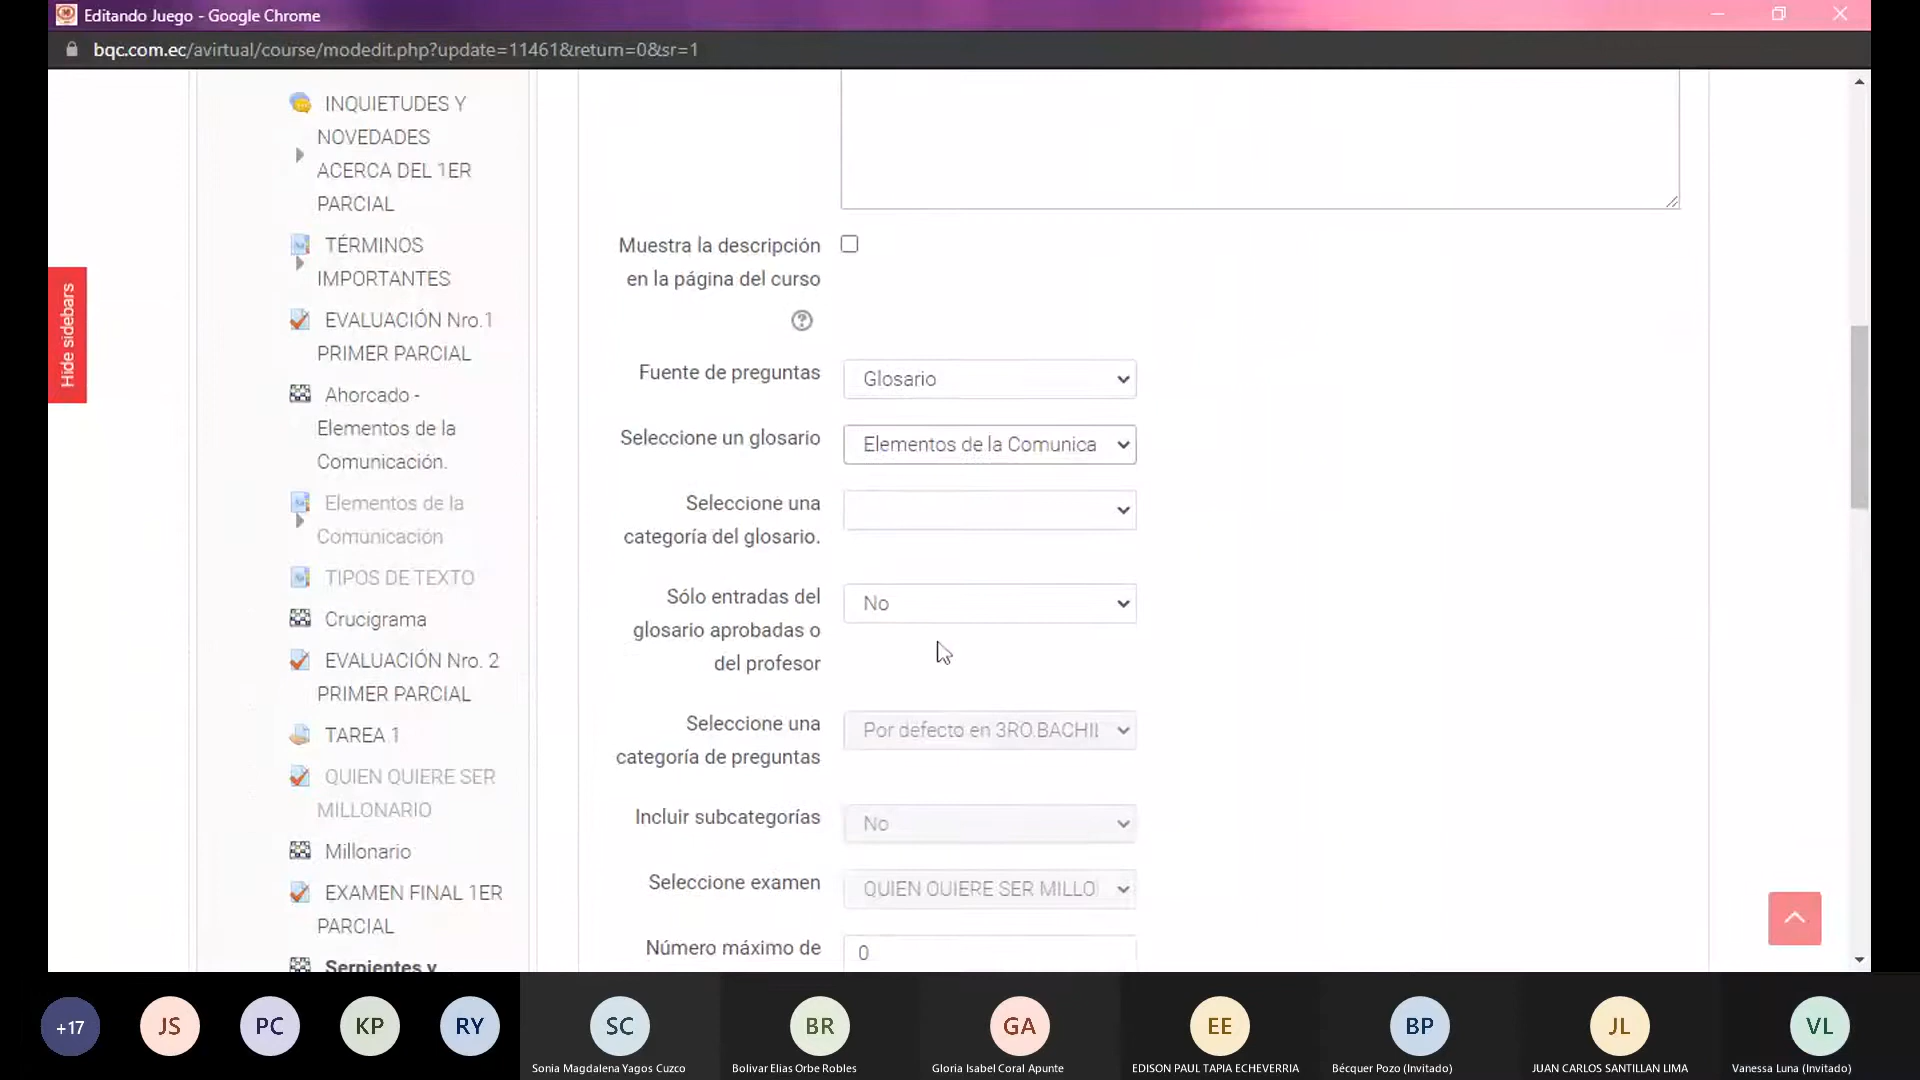 Editando Juego - Google Chrome
bqc.com.ec/avirtual/course/modedit.php?update=11461&return=0&sr=1
Hide sidebars
INQUIETUDES Y
NOVEDADES
ACERCA DEL 1ER
PARCIAL
TÉRMINOS
IMPORTANTES
EVALUACIÓN Nro.1
PRIMER PARCIAL
Ahorcado -
Elementos de la
Comunicación.
Elementos de la
Comunicación
TIPOS DE TEXTO
Crucigrama
EVALUACIÓN Nro. 2
PRIMER PARCIAL
TAREA 1
QUIEN QUIERE SER
MILLONARIO
Millonario
EXAMEN FINAL 1ER
PARCIAL
Serpientes y
Muestra la descripción
en la página del curso
Fuente de preguntas
Glosario
Seleccione un glosario
Elementos de la Comunica
Seleccione una
categoría del glosario.
Sólo entradas del
glosario aprobadas o
del profesor
No
Seleccione una
categoría de preguntas
Por defecto en 3RO.BACHIL
Incluir subcategorías
No
Seleccione examen
QUIEN QUIERE SER MILLO
Número máximo de
0
+17
JS
PC
KP
RY
SC
Sonia Magdalena Yagos Cuzco
BR
Bolivar Elias Orbe Robles
GA
Gloria Isabel Coral Apunte
EE
EDISON PAUL TAPIA ECHEVERRIA
BP
Bécquer Pozo (Invitado)
JL
JUAN CARLOS SANTILLAN LIMA
VL
Vanessa Luna (Invitado)